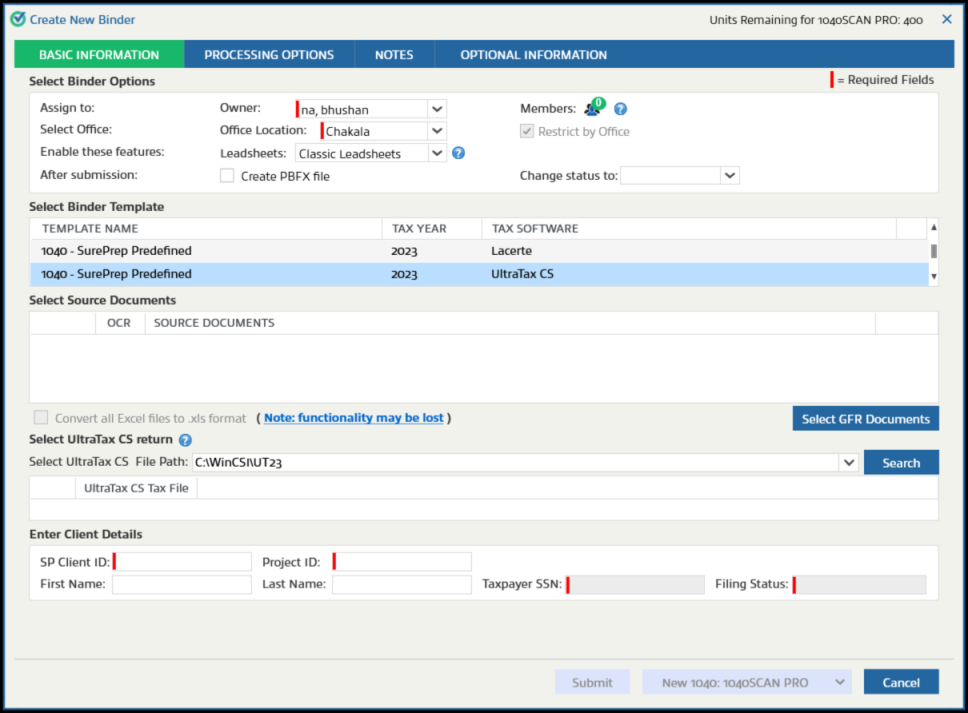 Create New Binder
Units Remaining for 1040SCAN PRO: 400
BASIC INFORMATION PROCESSING OPTIONS NOTES OPTIONAL INFORMATION
Select Binder Options
= Required Fields
Assign to: Owner: na, bhushan Members: 0 ?
Select Office: Office Location: Chakala Restrict by Office
Enable these features: Leadsheets: Classic Leadsheets ?
After submission: Create PBFX file Change status to:
Select Binder Template
TEMPLATE NAME TAX YEAR TAX SOFTWARE
1040 - SurePrep Predefined 2023 Lacerte
1040 - SurePrep Predefined 2023 UltraTax CS
Select Source Documents
OCR SOURCE DOCUMENTS
Convert all Excel files to .xls format ( Note: functionality may be lost )
Select GFR Documents
Select UltraTax CS return ?
Select UltraTax CS File Path: C:\WinCSI\UT23 Search
UltraTax CS Tax File
Enter Client Details
SP Client ID: Project ID:
First Name: Last Name: Taxpayer SSN: Filing Status:
Submit New 1040: 1040SCAN PRO Cancel